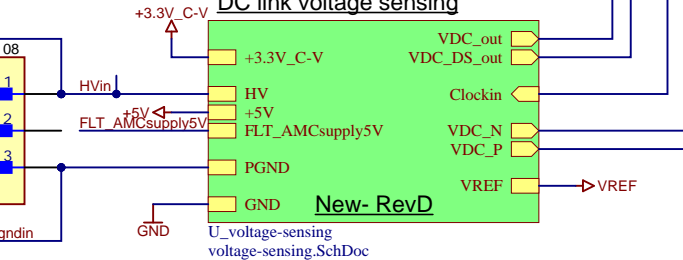 DC link voltage sensing
+3.3V_C-V
08
VDC_out
+3.3V_C-V
VDC_DS_out
1
HVin
HV
Clockin
+5V
+5V
2
FLT_AMCsupply5V
FLT_AMCsupply5V
VDC_N
VDC_P
3
PGND
VREF
VREF
GND
New- RevD
GND
gndin
U_voltage-sensing
voltage-sensing.SchDoc